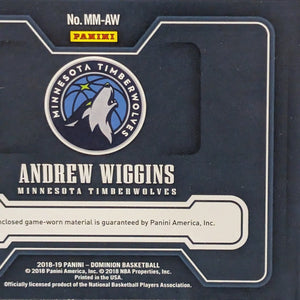 No. MM-AW
PANINI
MINNESOTA TIMBERWOLVES
ANDREW WIGGINS
MINNESOTA TIMBERWOLVES
enclosed game-worn material is guaranteed by Panini America, Inc.
2018-19 PANINI – DOMINION BASKETBALL
© 2018 Panini America, Inc. © 2018 NBA Properties, Inc.
Printed in the USA.
Officially licensed product of the National Basketball Players Association.